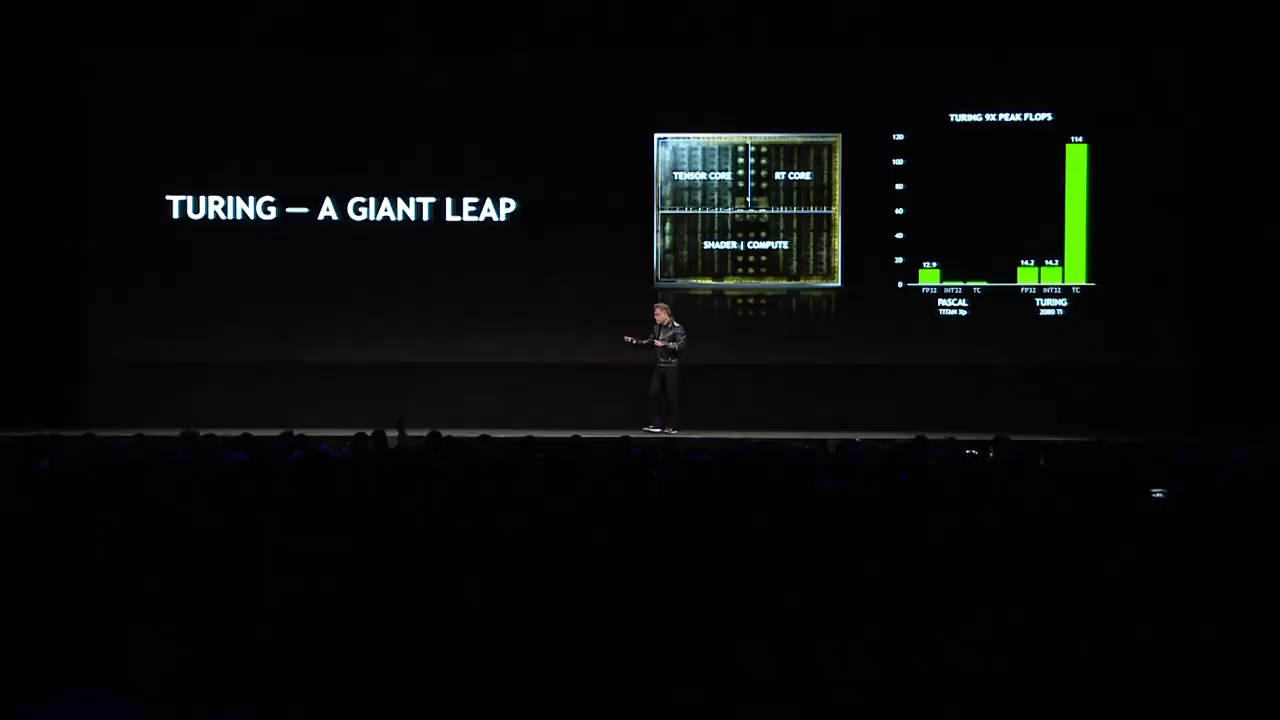 TURING — A GIANT LEAP
TENSOR CORE
RT CORE
SHADER | COMPUTE
TURING 9X PEAK FLOPS
120
100
80
60
40
20
0
12.9
14.2
14.2
114
FP32 INT32 TC
FP32 INT32 TC
PASCAL
TITAN Xp
TURING
2080 Ti